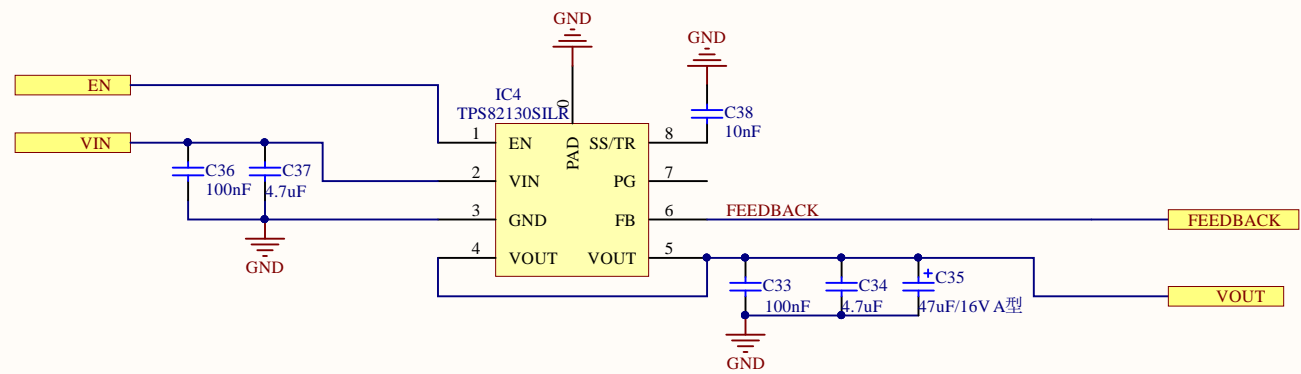 GND
GND
EN
IC4
TPS82130SILR
0
C38
10nF
VIN
1
EN
PAD
SS/TR
8
C36
100nF
C37
4.7uF
2
VIN
PG
7
3
GND
FB
6
FEEDBACK
FEEDBACK
GND
4
VOUT
VOUT
5
C33
100nF
C34
4.7uF
+
C35
47uF/16V A型
VOUT
GND